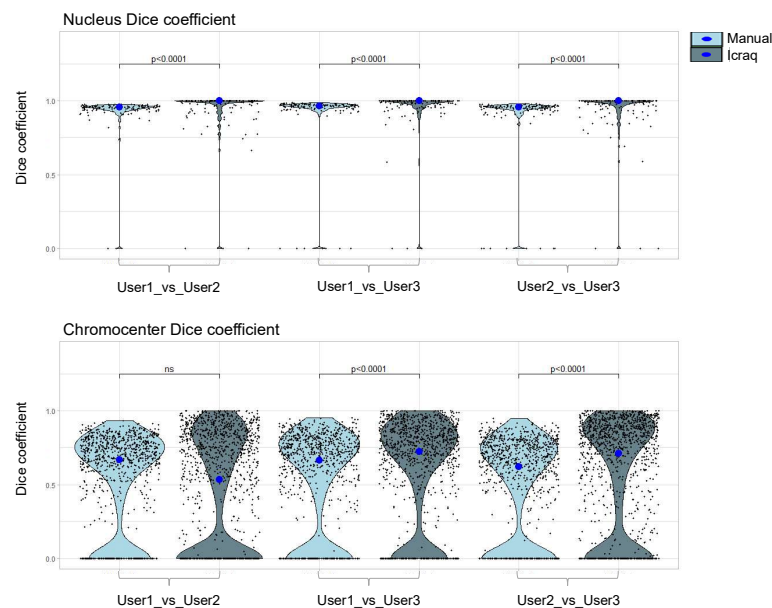 Nucleus Dice coefficient
Manual
Icraq
p<0.0001
p<0.0001
p<0.0001
Dice coefficient
1.0
0.5
0.0
User1_vs_User2
User1_vs_User3
User2_vs_User3
Chromocenter Dice coefficient
ns
p<0.0001
p<0.0001
Dice coefficient
1.0
0.5
0.0
User1_vs_User2
User1_vs_User3
User2_vs_User3